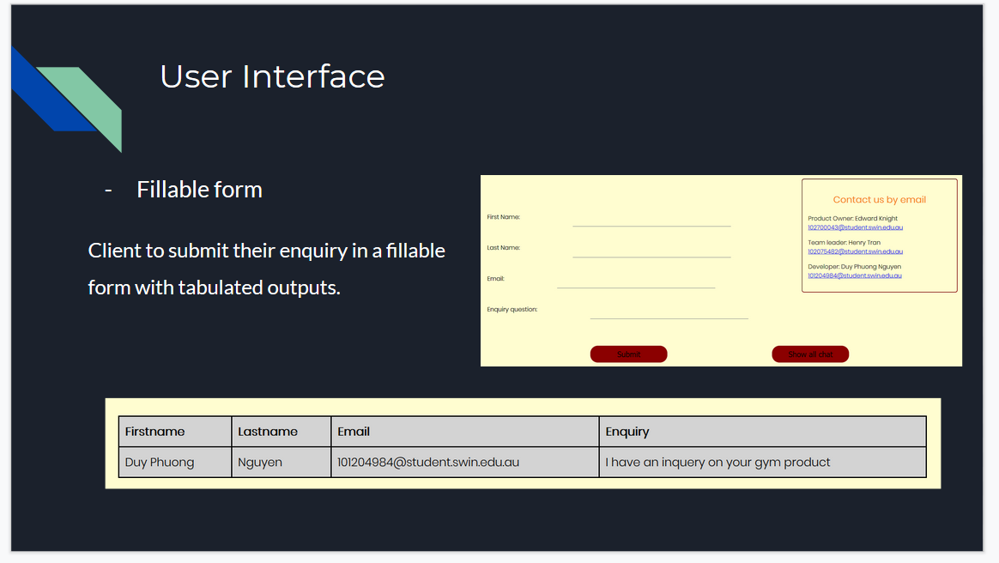 User Interface
- Fillable form
Client to submit their enquiry in a fillable
form with tabulated outputs.
First Name:
Last Name:
Email:
Enquiry question:
Submit
Show all chat
Contact us by email
Product Owner: Edward Knight
102700043@student.swin.edu.au
Team leader: Henry Tran
102075482@student.swin.edu.au
Developer: Duy Phuong Nguyen
101204984@student.swin.edu.au
Firstname Lastname Email Enquiry
Duy Phuong Nguyen 101204984@student.swin.edu.au I have an inquery on your gym product